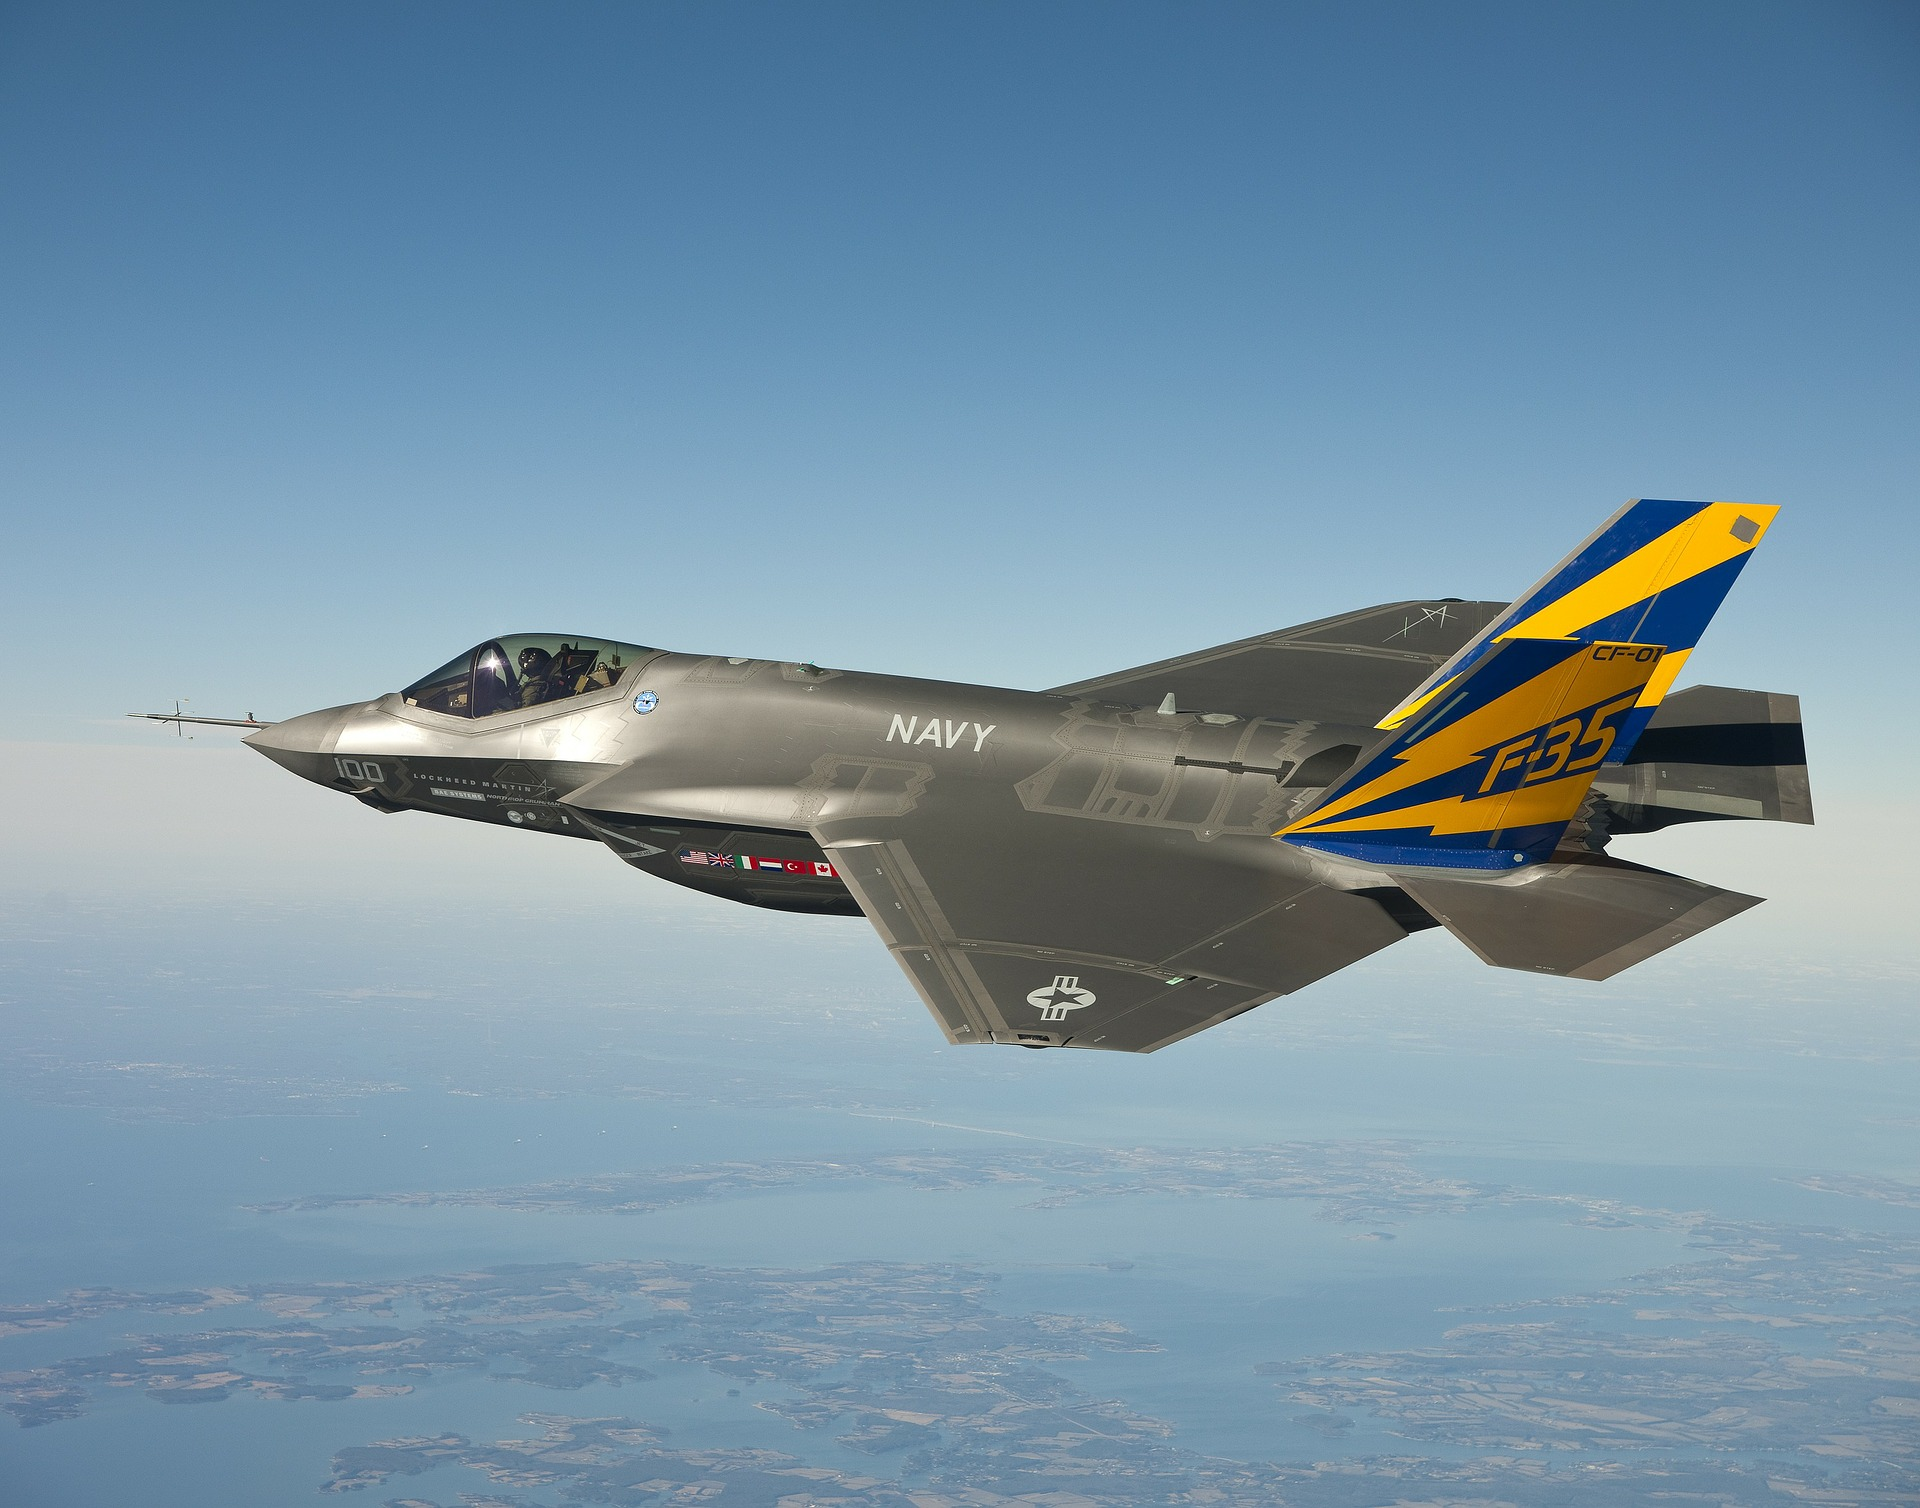 NAVY
100
LOCKHEED MARTIN
BAE SYSTEMS NORTHROP GRUMMAN
CF-01
F-35